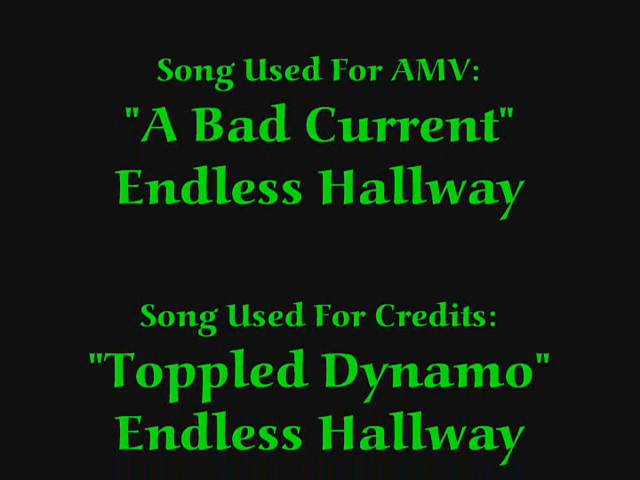 Song Used For AMV:
"A Bad Current"
Endless Hallway
Song Used For Credits:
"Toppled Dynamo"
Endless Hallway